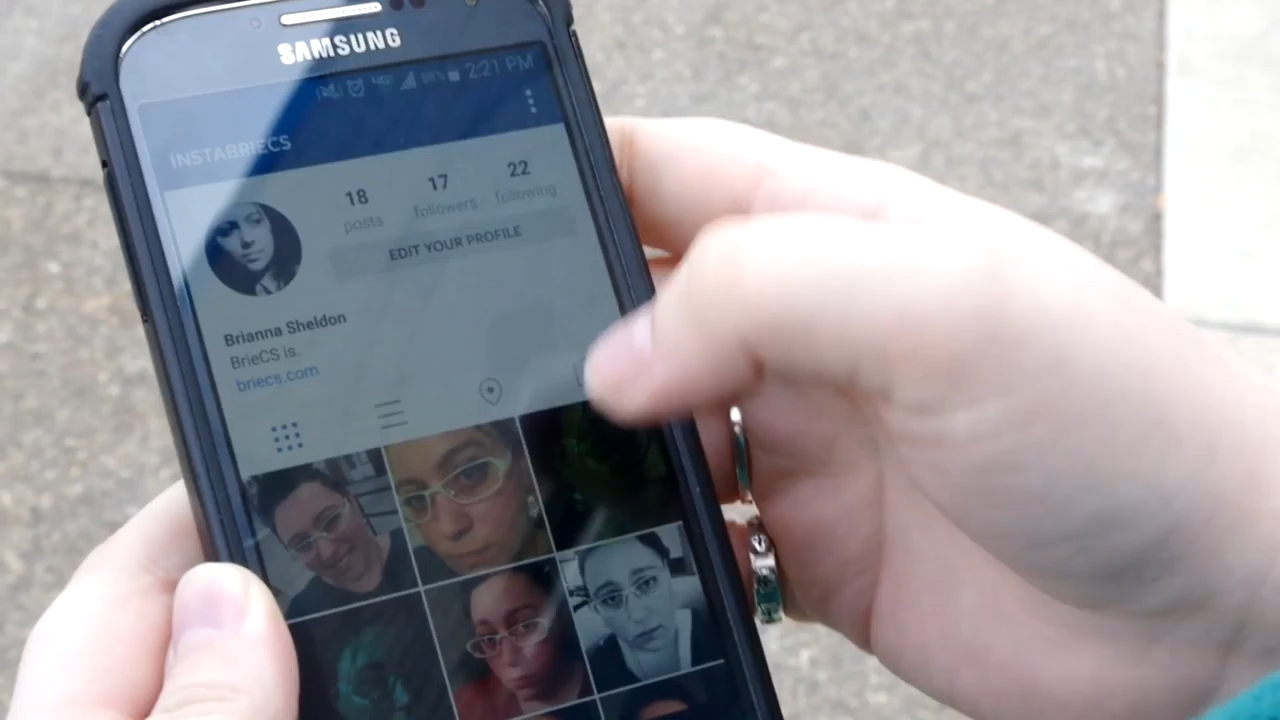 SAMSUNG
2:21 PM
INSTABRIECS
18 17 22
posts followers following
EDIT YOUR PROFILE
Brianna Sheldon
BrieCS is.
briecs.com